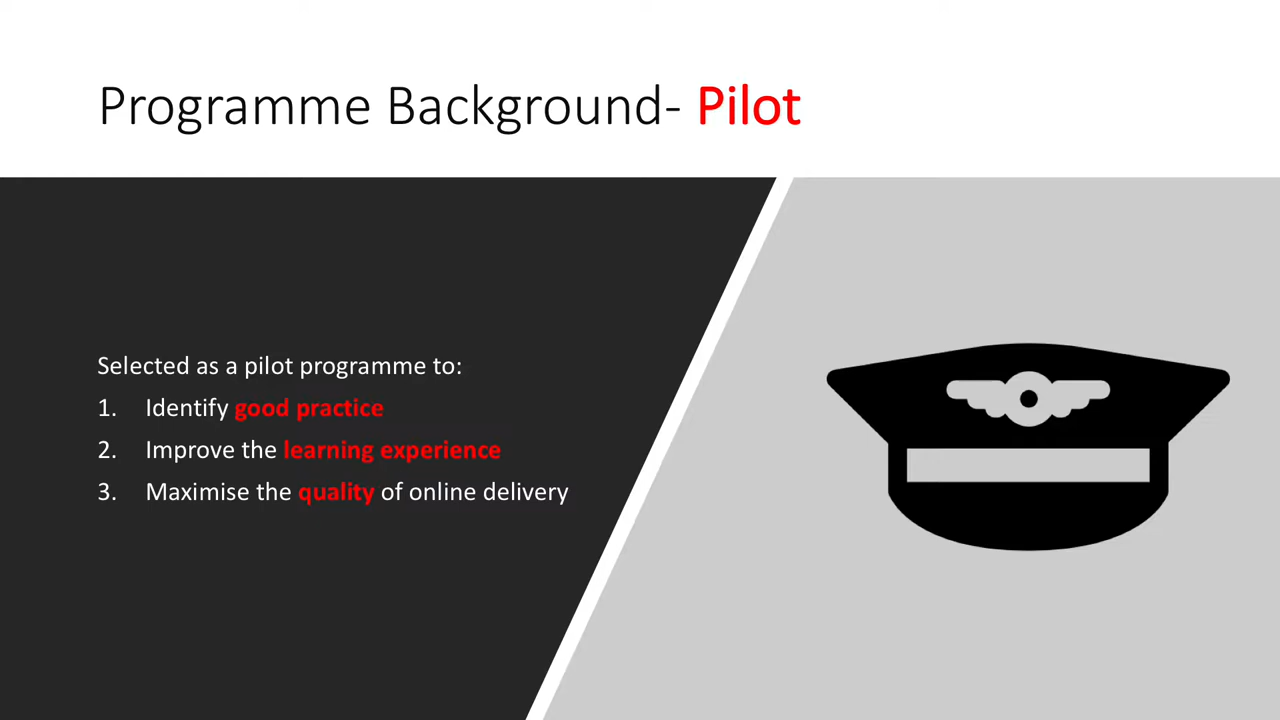 Programme Background- Pilot
Selected as a pilot programme to:
1. Identify good practice
2. Improve the learning experience
3. Maximise the quality of online delivery